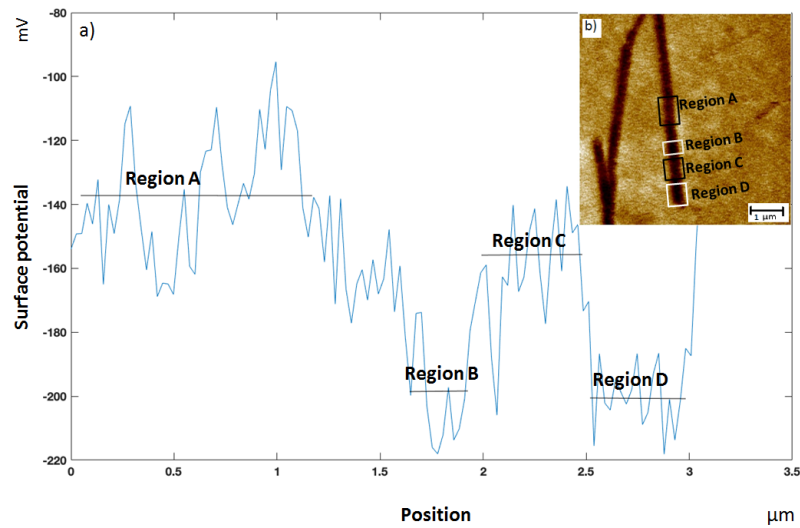 mV
a)
-80
-100
-120
-140
-160
-180
-200
-220
Surface potential
Region A
Region B
Region C
Region D
b)
Region A
Region B
Region C
Region D
1 μm
0
0.5
1
1.5
2
2.5
3
3.5
Position
μm